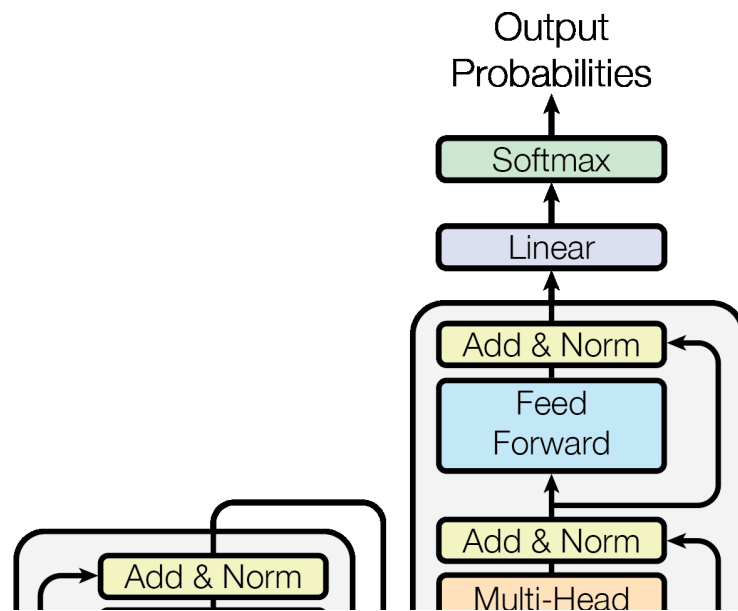 Output
Probabilities
Softmax
Linear
Add & Norm
Feed
Forward
Add & Norm
Multi-Head
Add & Norm